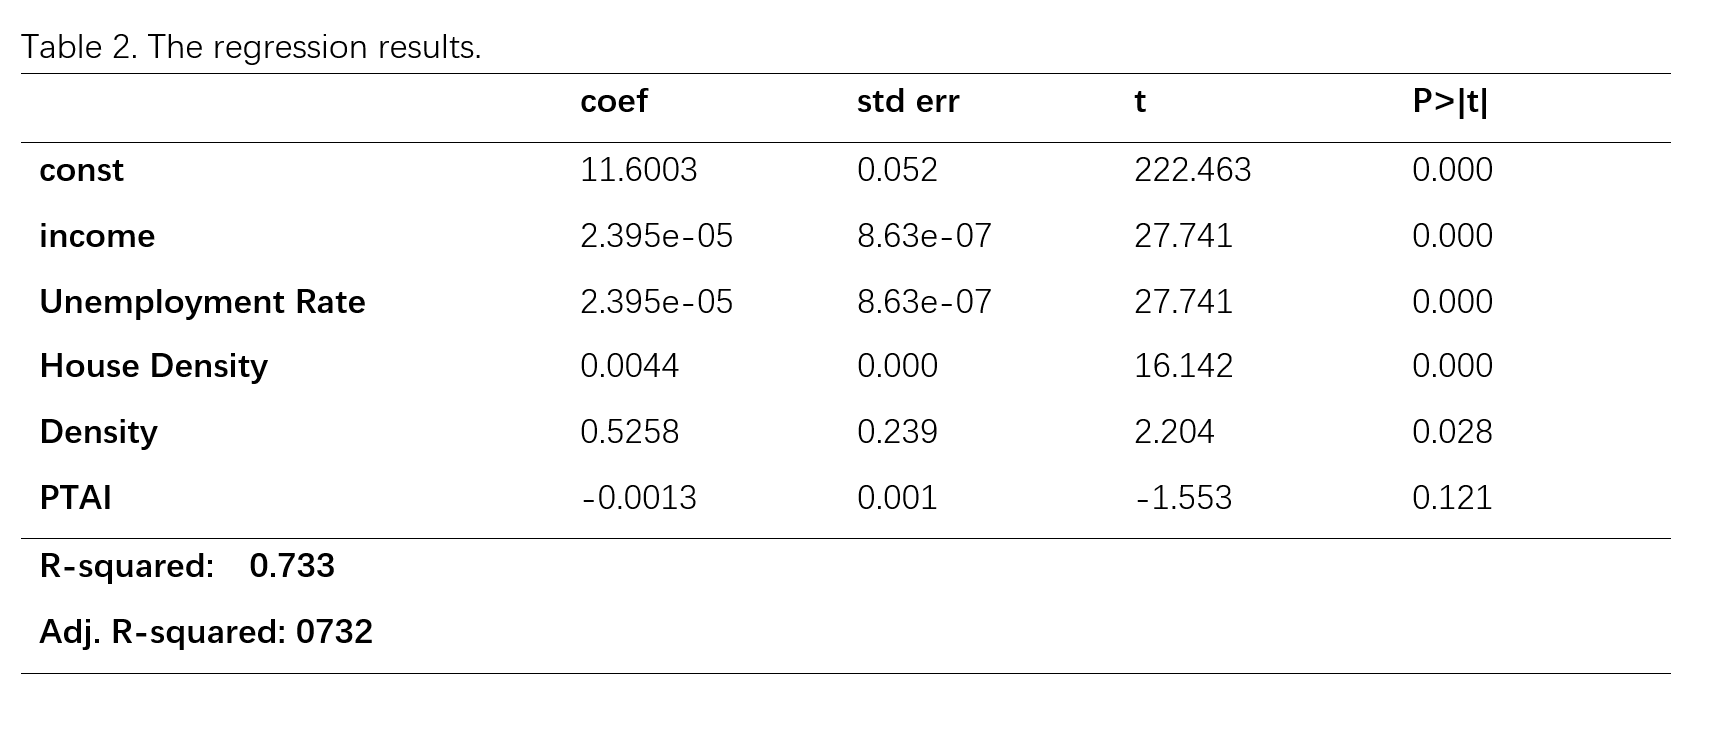 Table 2. The regression results.
coef std err t P>|t|
const 11.6003 0.052 222.463 0.000
income 2.395e-05 8.63e-07 27.741 0.000
Unemployment Rate 2.395e-05 8.63e-07 27.741 0.000
House Density 0.0044 0.000 16.142 0.000
Density 0.5258 0.239 2.204 0.028
PTAI -0.0013 0.001 -1.553 0.121
R-squared: 0.733
Adj. R-squared: 0732